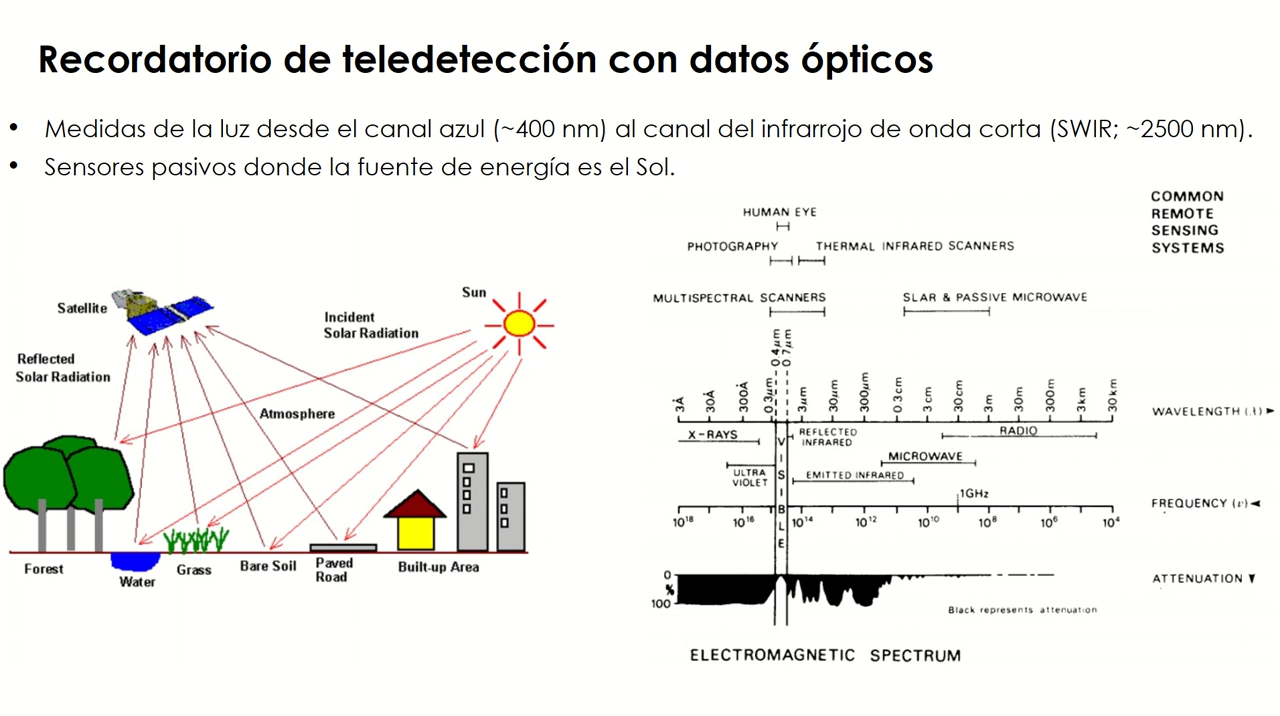 Recordatorio de teledetección con datos ópticos
• Medidas de la luz desde el canal azul (~400 nm) al canal del infrarrojo de onda corta (SWIR; ~2500 nm).
• Sensores pasivos donde la fuente de energía es el Sol.
Satellite
Sun
Incident
Solar Radiation
Reflected
Solar Radiation
Atmosphere
Forest
Water
Grass
Bare Soil
Paved
Road
Built-up Area
COMMON
REMOTE
SENSING
SYSTEMS
HUMAN EYE
PHOTOGRAPHY
THERMAL INFRARED SCANNERS
MULTISPECTRAL SCANNERS
SLAR & PASSIVE MICROWAVE
0.4µm
0.7µm
3Å
30Å
300Å
0.3µm
3µm
30µm
300µm
0.3cm
3cm
30cm
3m
30m
300m
3km
30km
WAVELENGTH (λ)
X-RAYS
VISIBLE
REFLECTED
INFRARED
RADIO
MICROWAVE
ULTRA
VIOLET
EMITTED INFRARED
1GHz
FREQUENCY (ν)
10¹⁸
10¹⁶
10¹⁴
10¹²
10¹⁰
10⁸
10⁶
10⁴
0
%
100
ATTENUATION
Black represents attenuation
ELECTROMAGNETIC SPECTRUM